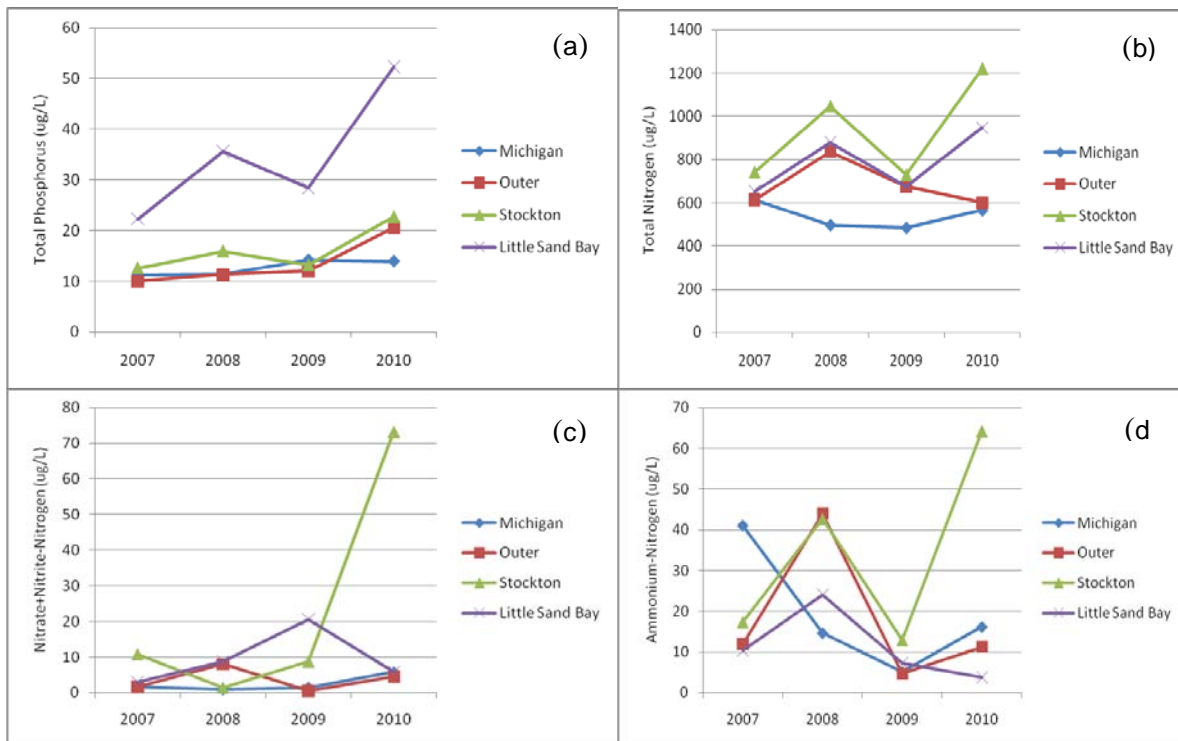 (a)
Total Phosphorus (ug/L)
60
50
40
30
20
10
0
2007 2008 2009 2010
Michigan
Outer
Stockton
Little Sand Bay
(b)
Total Nitrogen (ug/L)
1400
1200
1000
800
600
400
200
0
2007 2008 2009 2010
Michigan
Outer
Stockton
Little Sand Bay
(c)
Nitrate+Nitrite-Nitrogen (ug/L)
80
70
60
50
40
30
20
10
0
2007 2008 2009 2010
Michigan
Outer
Stockton
Little Sand Bay
(d
Ammonium-Nitrogen (ug/L)
70
60
50
40
30
20
10
0
2007 2008 2009 2010
Michigan
Outer
Stockton
Little Sand Bay